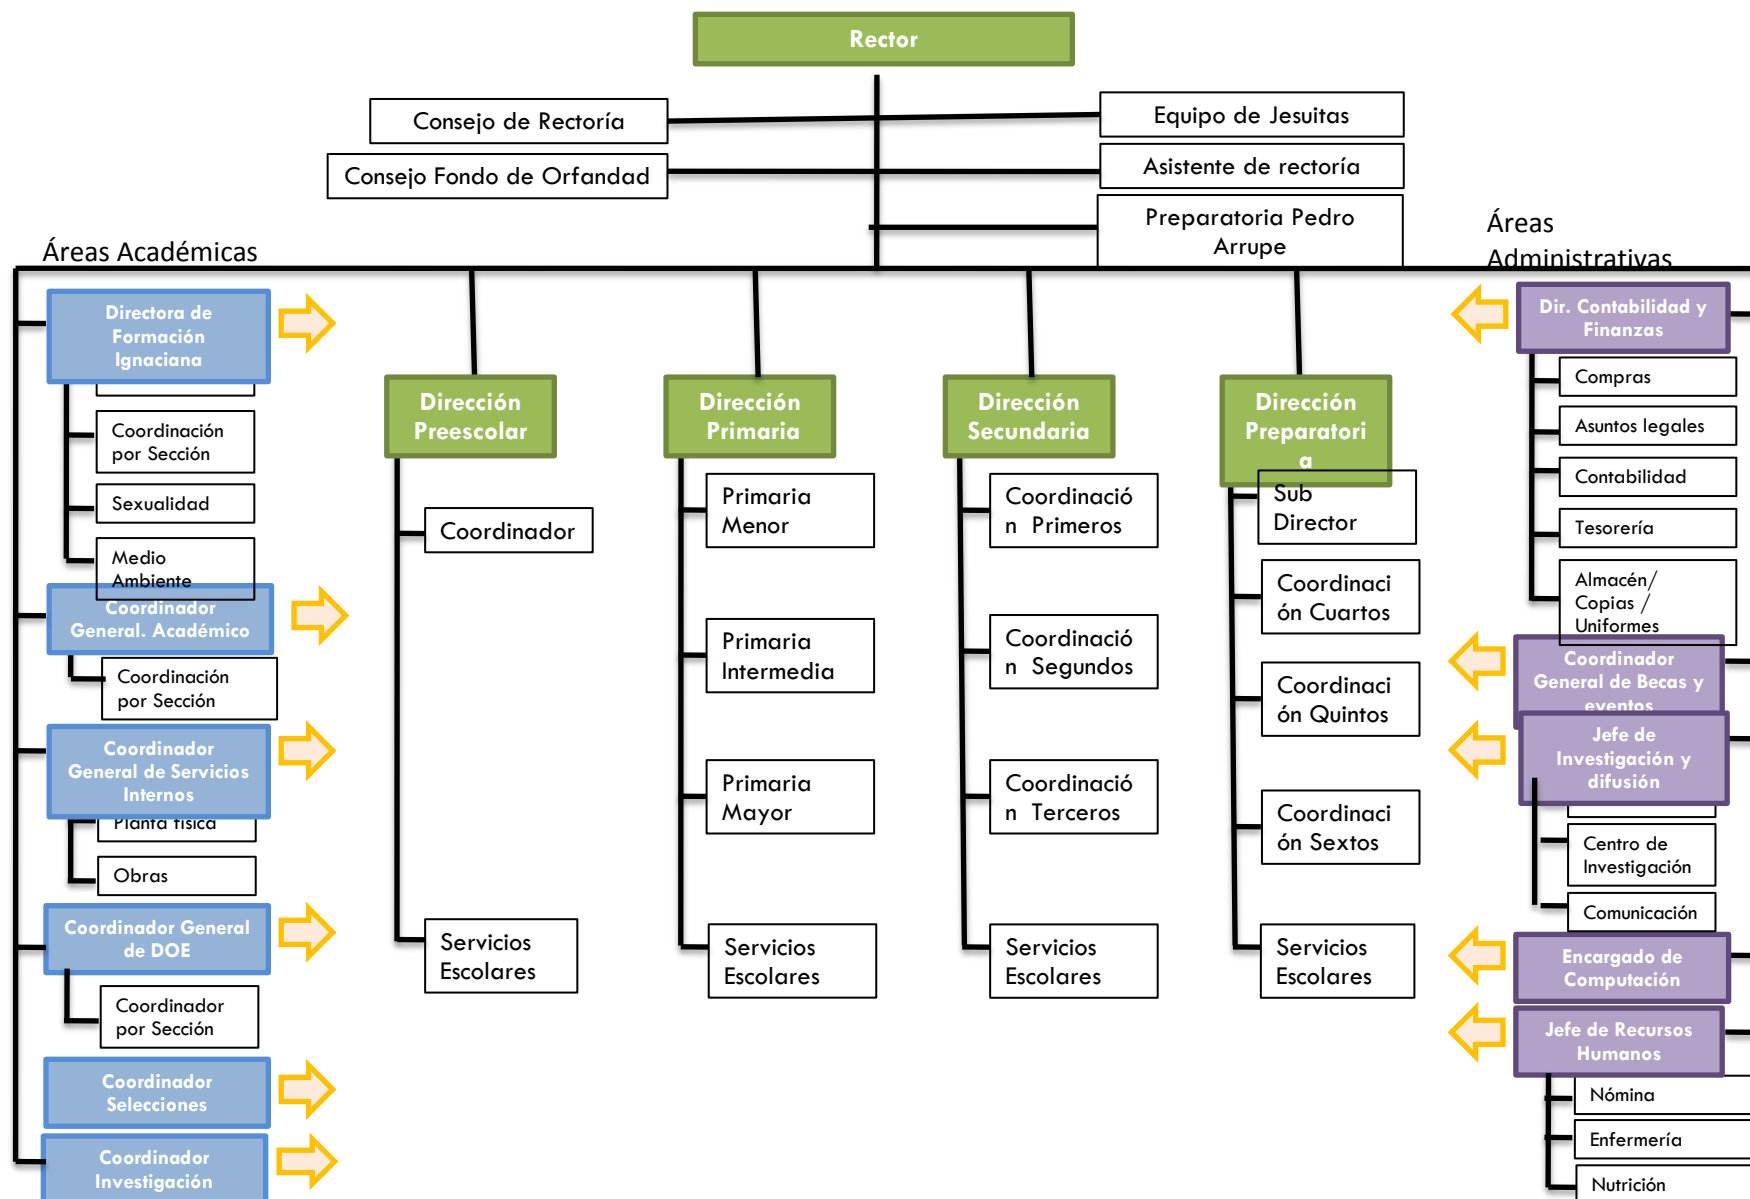 Rector
Consejo de Rectoría
Equipo de Jesuitas
Consejo Fondo de Orfandad
Asistente de rectoría
Preparatoria Pedro
Arrupe
Áreas Académicas
Áreas
Administrativas
Directora de
Formación
Ignaciana
Coordinación
por Sección
Sexualidad
Medio
Ambiente
Coordinador
General. Académico
Coordinación
por Sección
Coordinador
General de Servicios
Internos
Planta física
Obras
Coordinador General
de DOE
Coordinador
por Sección
Coordinador
Selecciones
Coordinador
Investigación
Dirección
Preescolar
Coordinador
Servicios
Escolares
Dirección
Primaria
Primaria
Menor
Primaria
Intermedia
Primaria
Mayor
Servicios
Escolares
Dirección
Secundaria
Coordinació
n Primeros
Coordinació
n Segundos
Coordinació
n Terceros
Servicios
Escolares
Dirección
Preparatori
a
Sub
Director
Coordinaci
ón Cuartos
Coordinaci
ón Quintos
Coordinaci
ón Sextos
Servicios
Escolares
Dir. Contabilidad y
Finanzas
Compras
Asuntos legales
Contabilidad
Tesorería
Almacén/
Copias /
Uniformes
Coordinador
General de Becas y
eventos
Jefe de
Investigación y
difusión
Centro de
Investigación
Comunicación
Encargado de
Computación
Jefe de Recursos
Humanos
Nómina
Enfermería
Nutrición